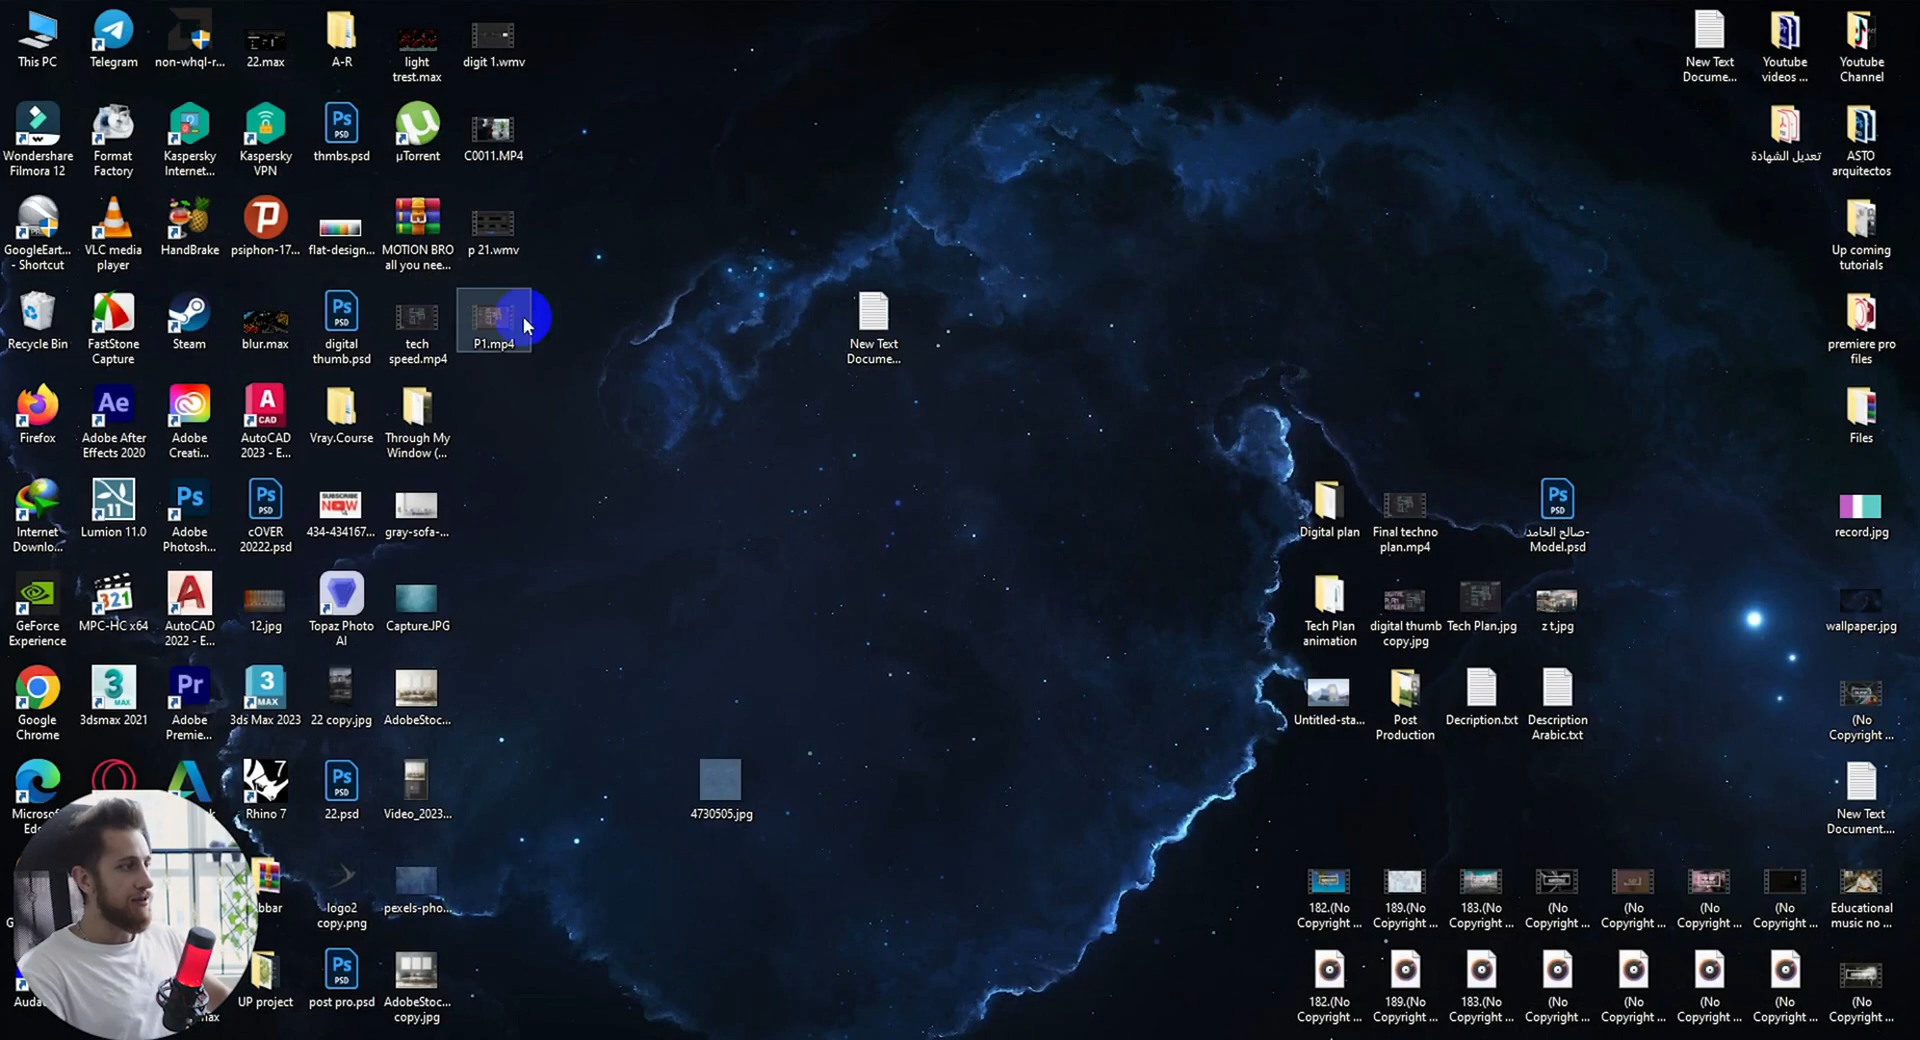 This PC
Telegram
non-whql-r...
22.max
A-R
light
trest.max
digit 1.wmv
New Text
Docume...
Youtube
videos ...
Youtube
Channel
Wondershare
Filmora 12
Format
Factory
Kaspersky
Internet...
Kaspersky
VPN
thmbs.psd
µTorrent
C0011.MP4
تعديل الشهادة
ASTO
arquitectos
GoogleEart...
- Shortcut
VLC media
player
HandBrake
psiphon-17...
flat-design...
MOTION BRO
all you nee...
p 21.wmv
Up coming
tutorials
Recycle Bin
FastStone
Capture
Steam
blur.max
digital
thumb.psd
tech
speed.mp4
P1.mp4
New Text
Docume...
premiere pro
files
Firefox
Adobe After
Effects 2020
Adobe
Creati...
AutoCAD
2023 - E...
Vray.Course
Through My
Window (...
Files
Internet
Downlo...
Lumion 11.0
Adobe
Photosh...
cOVER
20222.psd
SUBSCRIBE
NOW
434-434167...
gray-sofa-...
Digital plan
Final techno
plan.mp4
صالح الحامد-
Model.psd
record.jpg
GeForce
Experience
MPC-HC x64
AutoCAD
2022 - E...
12.jpg
Topaz Photo
AI
Capture.JPG
Tech Plan
animation
digital thumb
copy.jpg
Tech Plan.jpg
z t.jpg
wallpaper.jpg
Google
Chrome
3dsmax 2021
Adobe
Premie...
3ds Max 2023
22 copy.jpg
AdobeStoc...
Untitled-sta...
Post
Production
Decription.txt
Description
Arabic.txt
(No
Copyright ...
Rhino 7
22.psd
Video_2023...
4730505.jpg
New Text
Document....
logo2
copy.png
pexels-pho...
182.(No
Copyright ...
189.(No
Copyright ...
183.(No
Copyright ...
(No
Copyright ...
(No
Copyright ...
(No
Copyright ...
(No
Copyright ...
Educational
music no ...
UP project
post pro.psd
AdobeStoc...
copy.jpg
182.(No
Copyright ...
189.(No
Copyright ...
183.(No
Copyright ...
(No
Copyright ...
(No
Copyright ...
(No
Copyright ...
(No
Copyright ...
(No
Copyright ...